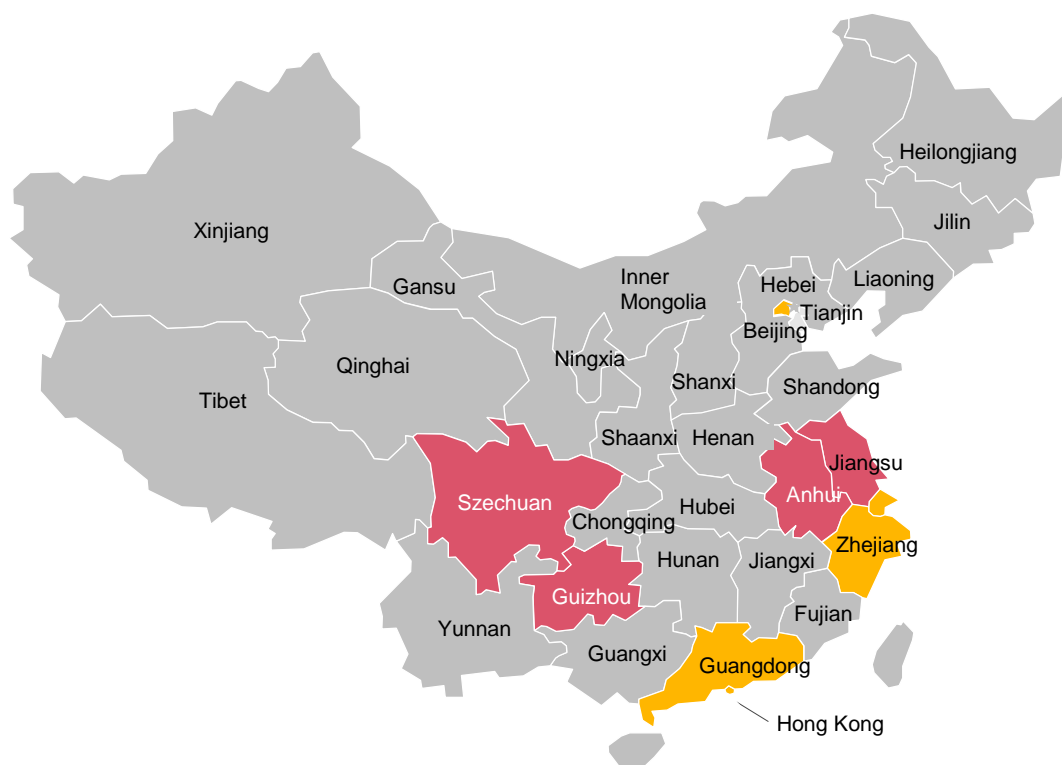 Heilongjiang
Jilin
Xinjiang
Gansu
Inner
Mongolia
Hebei
Liaoning
Tianjin
Beijing
Ningxia
Qinghai
Shanxi
Shandong
Tibet
Shaanxi
Henan
Jiangsu
Szechuan
Anhui
Hubei
Chongqing
Zhejiang
Hunan
Jiangxi
Guizhou
Fujian
Yunnan
Guangxi
Guangdong
Hong Kong